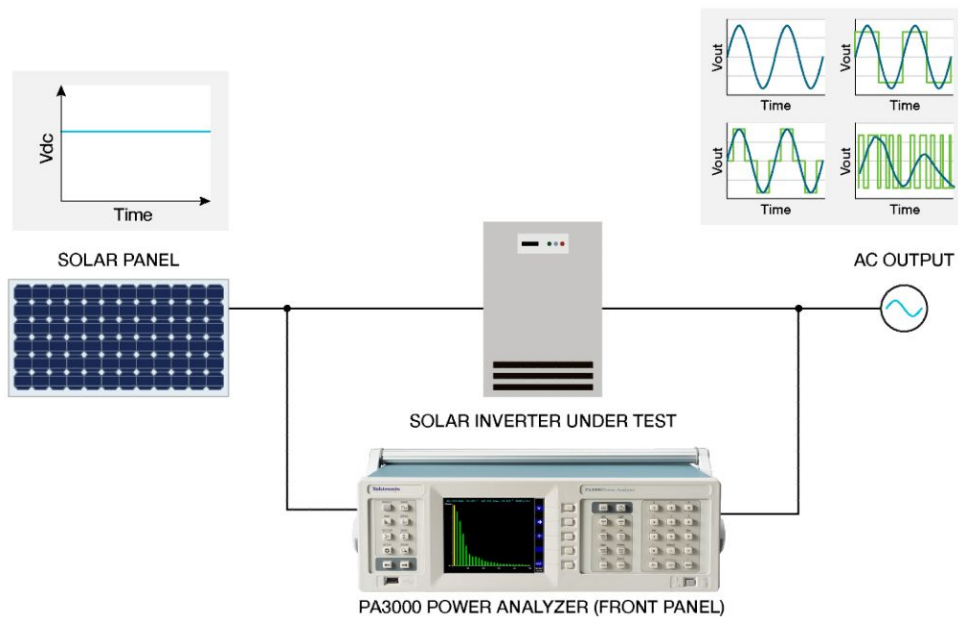 Vout
Time
Vout
Time
Vout
Time
Vout
Time
Vdc
Time
SOLAR PANEL
AC OUTPUT
SOLAR INVERTER UNDER TEST
Tektronix
PA3000 POWER ANALYZER (FRONT PANEL)